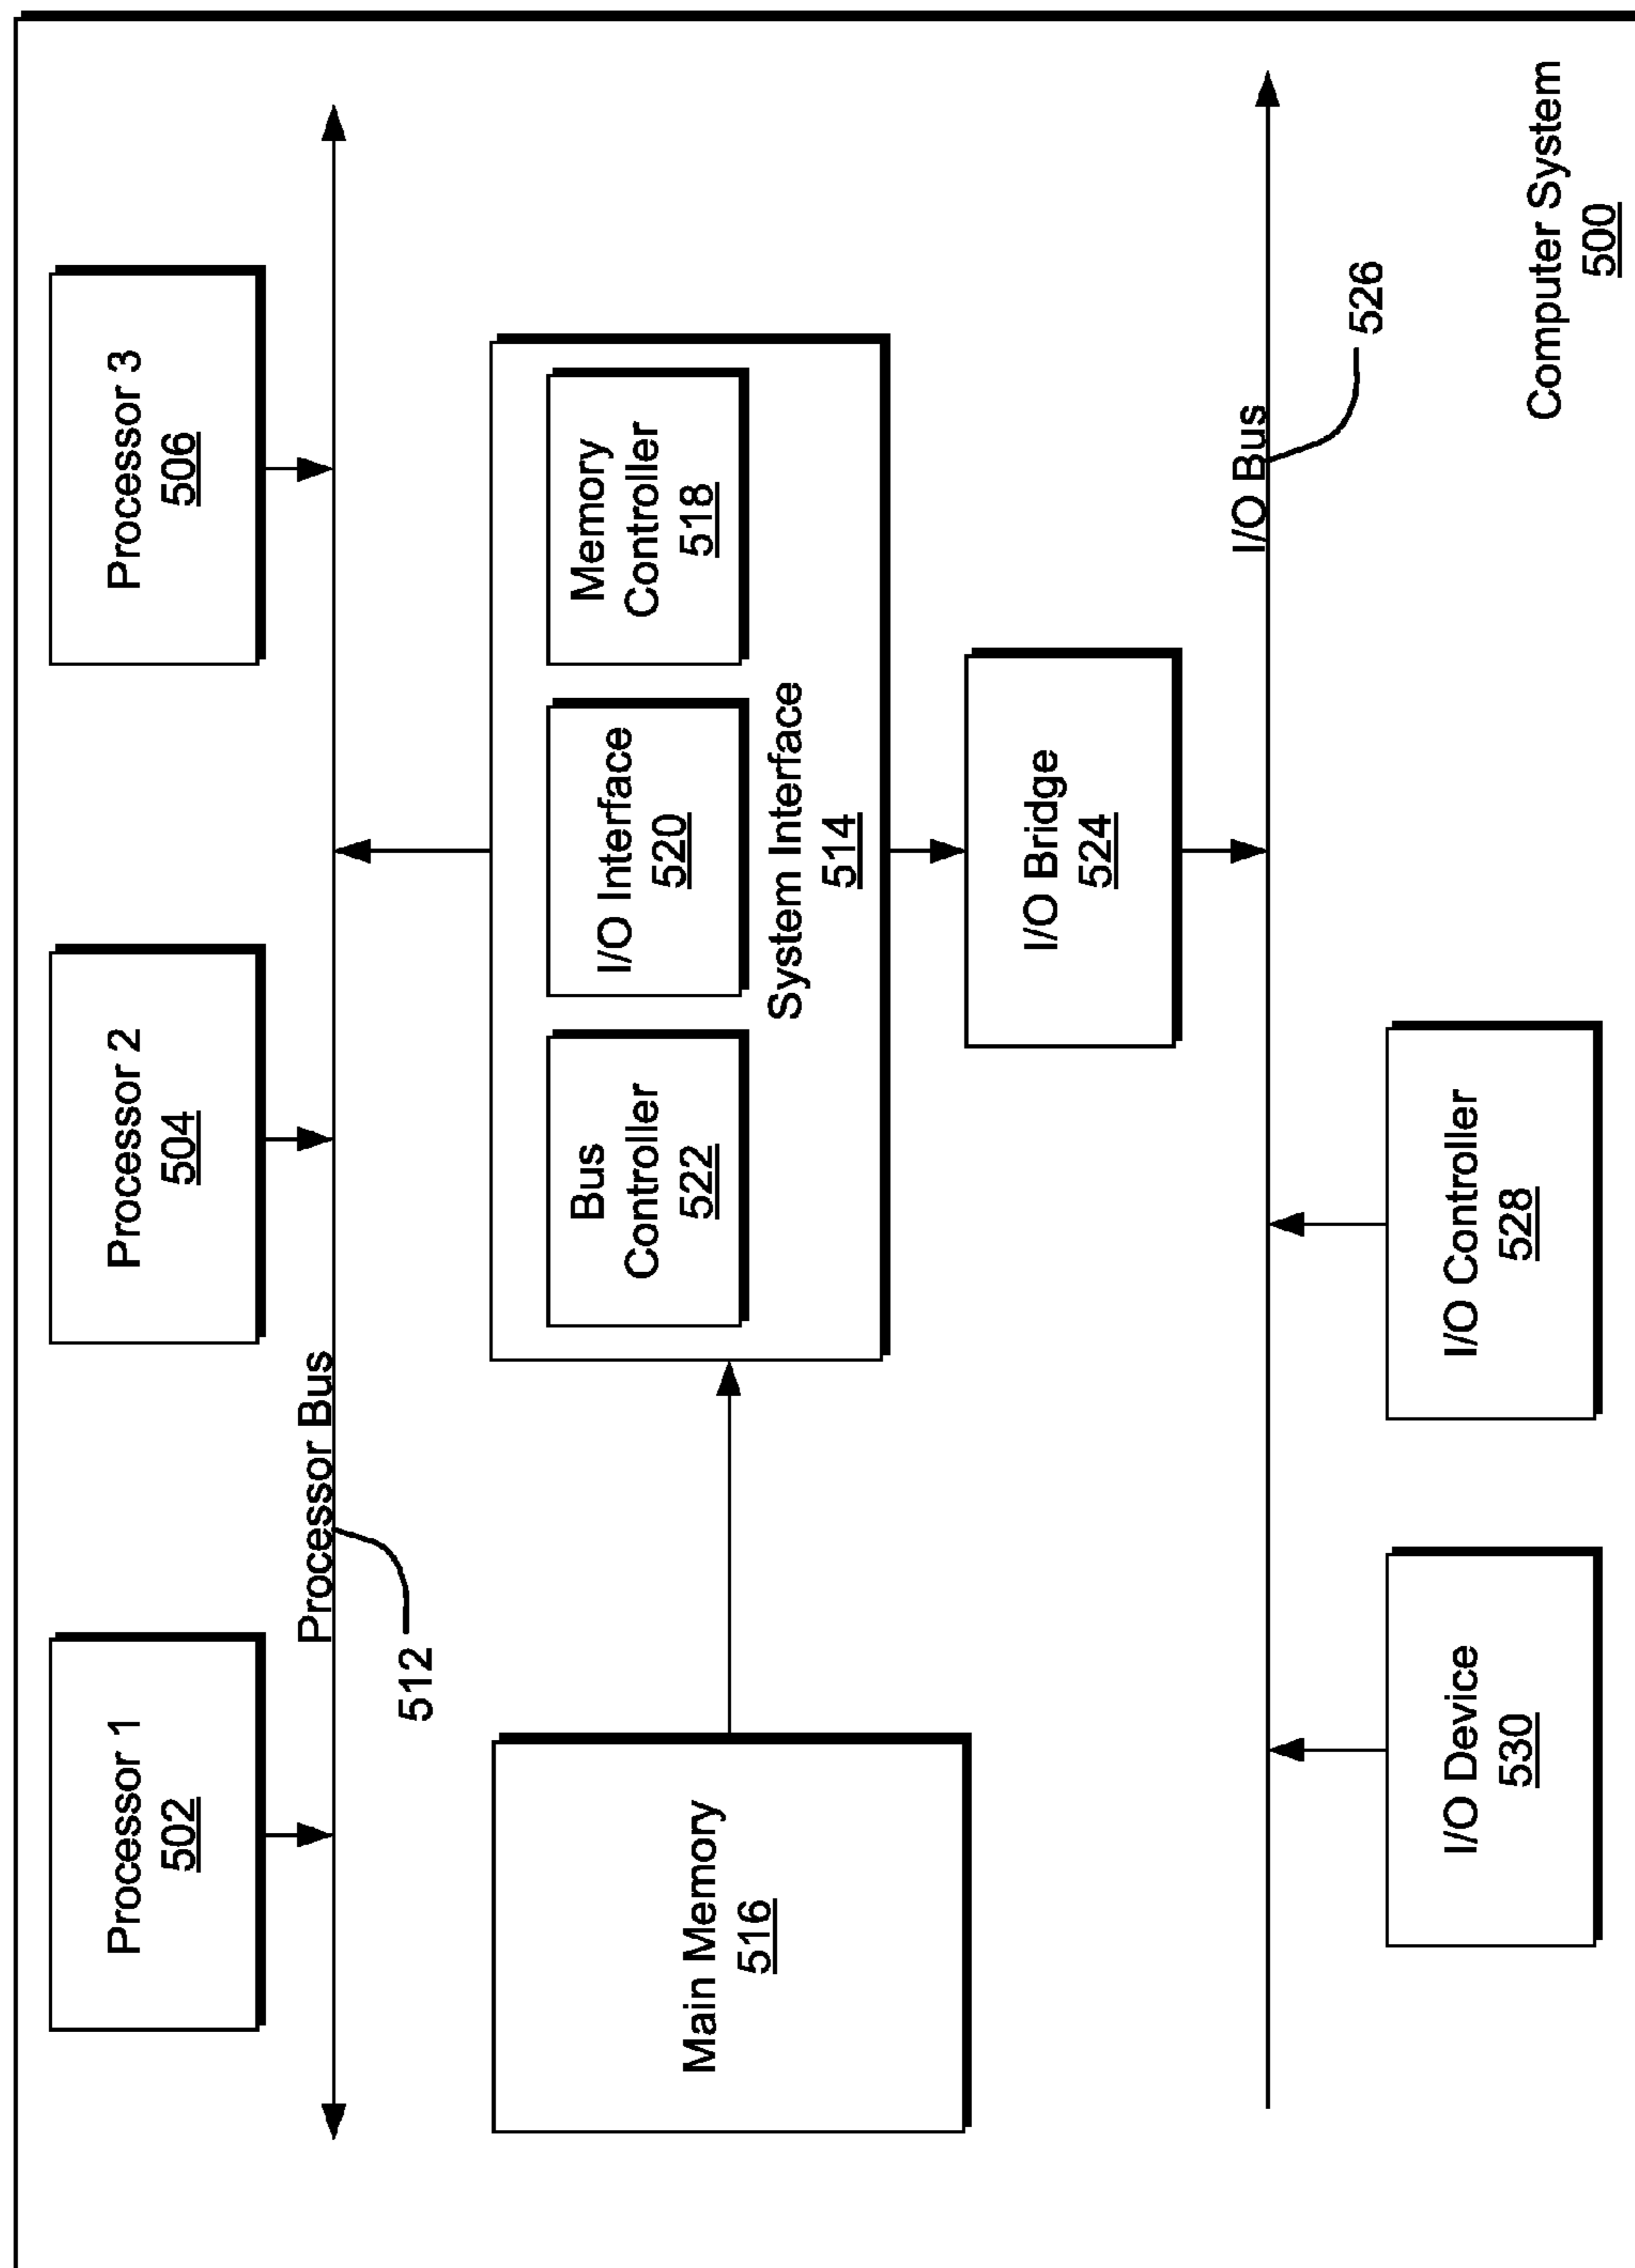 Processor 1
502
Processor 2
504
Processor 3
506
Processor Bus
512
Main Memory
516
Bus
Controller
522
I/O Interface
520
Memory
Controller
518
System Interface
514
I/O Bridge
524
I/O Bus
526
I/O Device
530
I/O Controller
528
Computer System
500